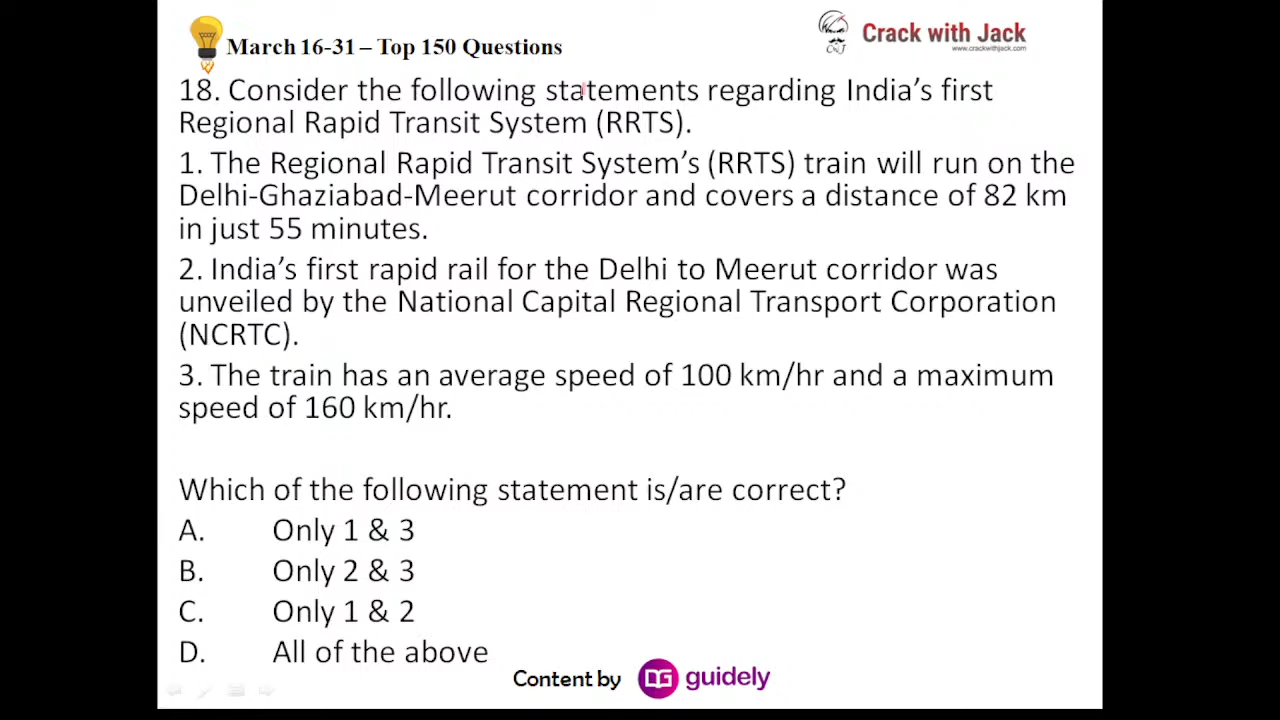 March 16-31 – Top 150 Questions
Crack with Jack
www.crackwithjack.com
CWJ
18. Consider the following statements regarding India’s first
Regional Rapid Transit System (RRTS).
1. The Regional Rapid Transit System’s (RRTS) train will run on the
Delhi-Ghaziabad-Meerut corridor and covers a distance of 82 km
in just 55 minutes.
2. India’s first rapid rail for the Delhi to Meerut corridor was
unveiled by the National Capital Regional Transport Corporation
(NCRTC).
3. The train has an average speed of 100 km/hr and a maximum
speed of 160 km/hr.
Which of the following statement is/are correct?
A. Only 1 & 3
B. Only 2 & 3
C. Only 1 & 2
D. All of the above
Content by guidely